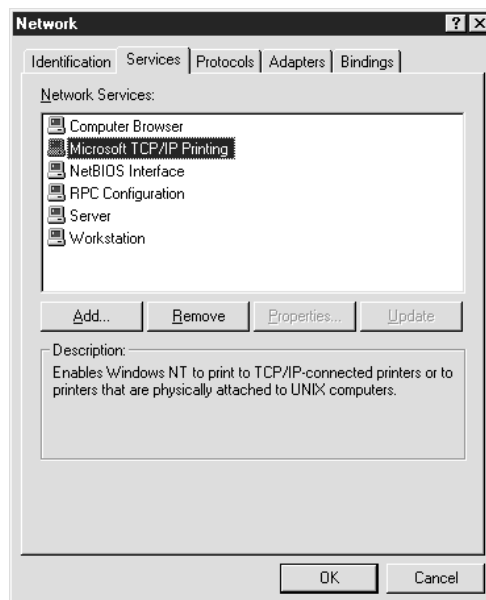 Network
Identification Services Protocols Adapters Bindings
Network Services:
Computer Browser
Microsoft TCP/IP Printing
NetBIOS Interface
RPC Configuration
Server
Workstation
Add... Remove Properties... Update
Description:
Enables Windows NT to print to TCP/IP-connected printers or to
printers that are physically attached to UNIX computers.
OK Cancel